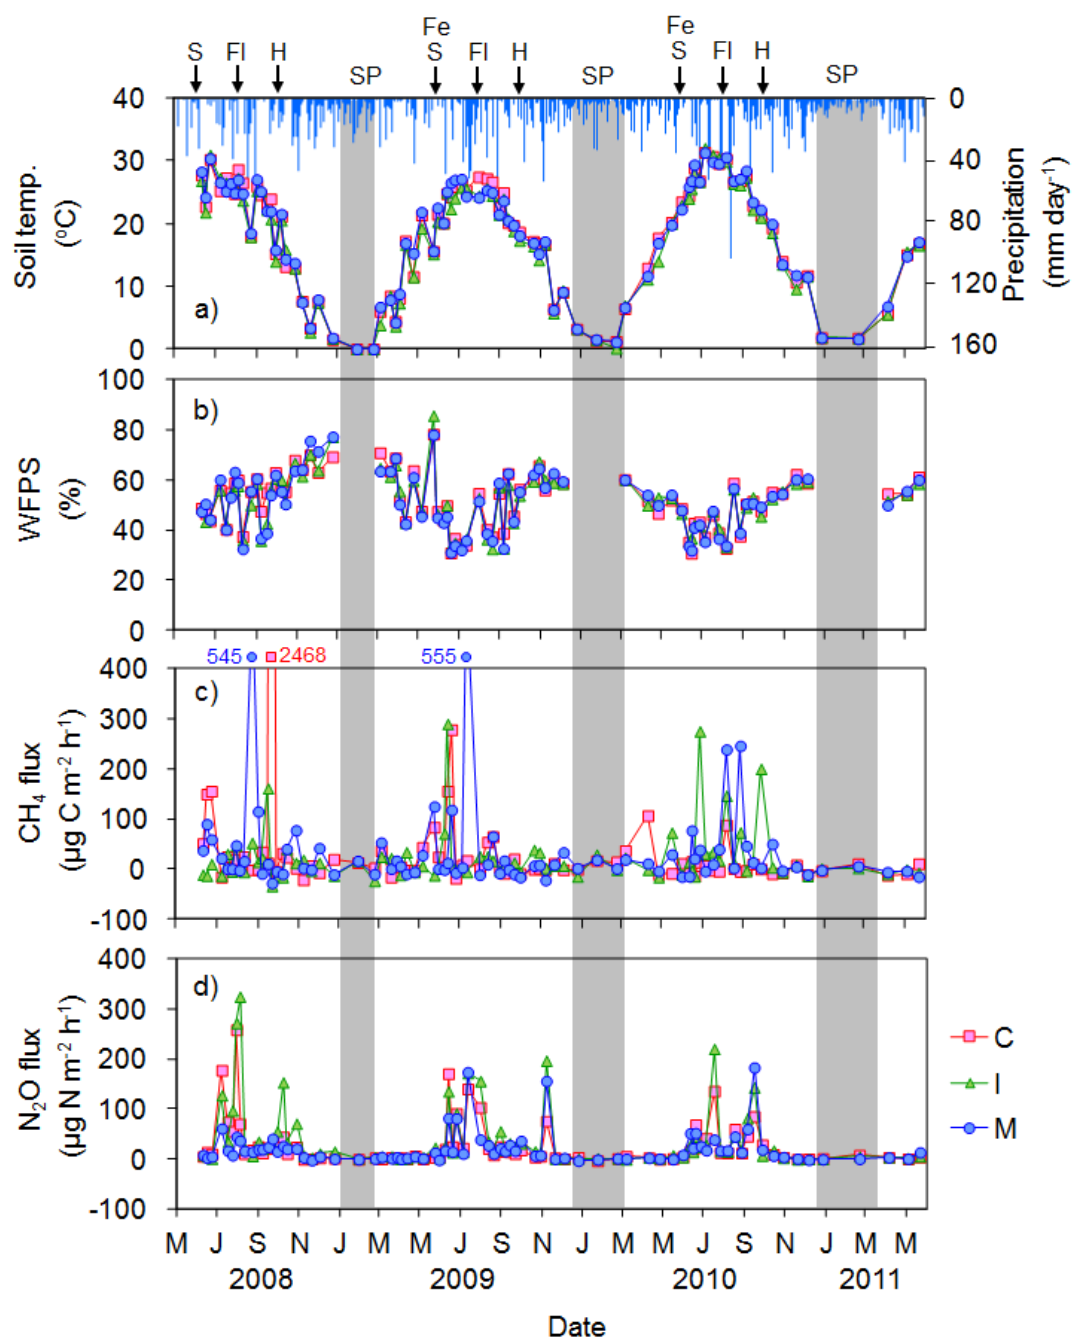 Fe Fe
S Fl H SP S Fl H SP S Fl H SP
40 0
30 40
20 80
10 120
0 160
Soil temp.
(⁰C)
Precipitation
(mm day⁻¹)
a)
100
80
60
40
20
0
WFPS
(%)
b)
545 2468 555
400
300
200
100
0
-100
CH₄ flux
(µg C m⁻² h⁻¹)
c)
400
300
200
100
0
-100
N₂O flux
(µg N m⁻² h⁻¹)
d)
C
I
M
M J S N J M M J S N J M M J S N J M M
2008 2009 2010 2011
Date